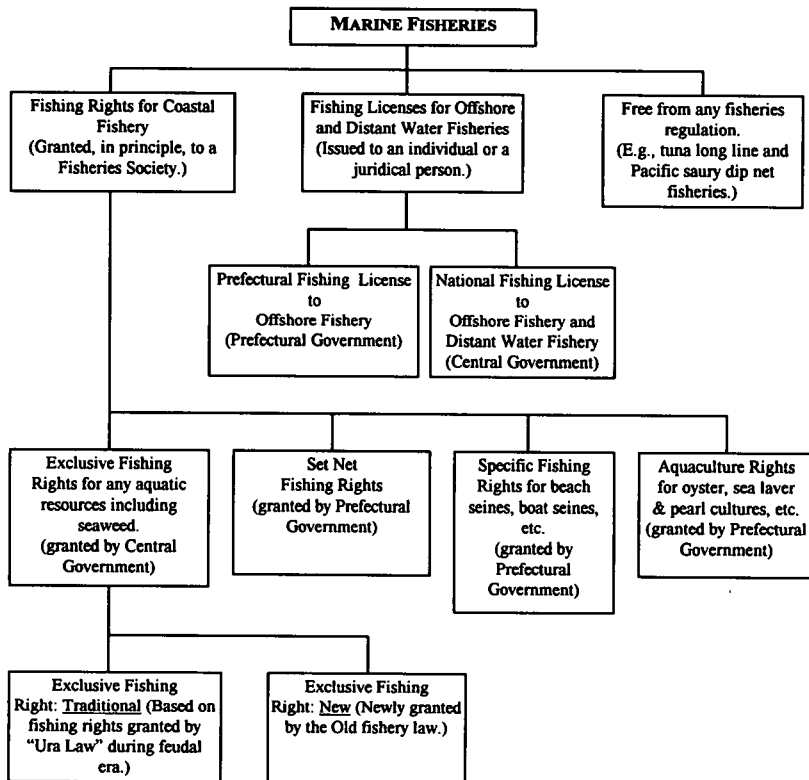 MARINE FISHERIES
Fishing Rights for Coastal
Fishery
(Granted, in principle, to a
Fisheries Society.)
Fishing Licenses for Offshore
and Distant Water Fisheries
(Issued to an individual or a
juridical person.)
Free from any fisheries
regulation.
(E.g., tuna long line and
Pacific saury dip net
fisheries.)
Prefectural Fishing License
to
Offshore Fishery
(Prefectural Government)
National Fishing License
to
Offshore Fishery and
Distant Water Fishery
(Central Government)
Exclusive Fishing
Rights for any aquatic
resources including
seaweed.
(granted by Central
Government)
Set Net
Fishing Rights
(granted by Prefectural
Government)
Specific Fishing
Rights for beach
seines, boat seines,
etc.
(granted by
Prefectural
Government)
Aquaculture Rights
for oyster, sea laver
& pearl cultures, etc.
(granted by Prefectural
Government)
Exclusive Fishing
Right: Traditional (Based on
fishing rights granted by
"Ura Law" during feudal
era.)
Exclusive Fishing
Right: New (Newly granted
by the Old fishery law.)